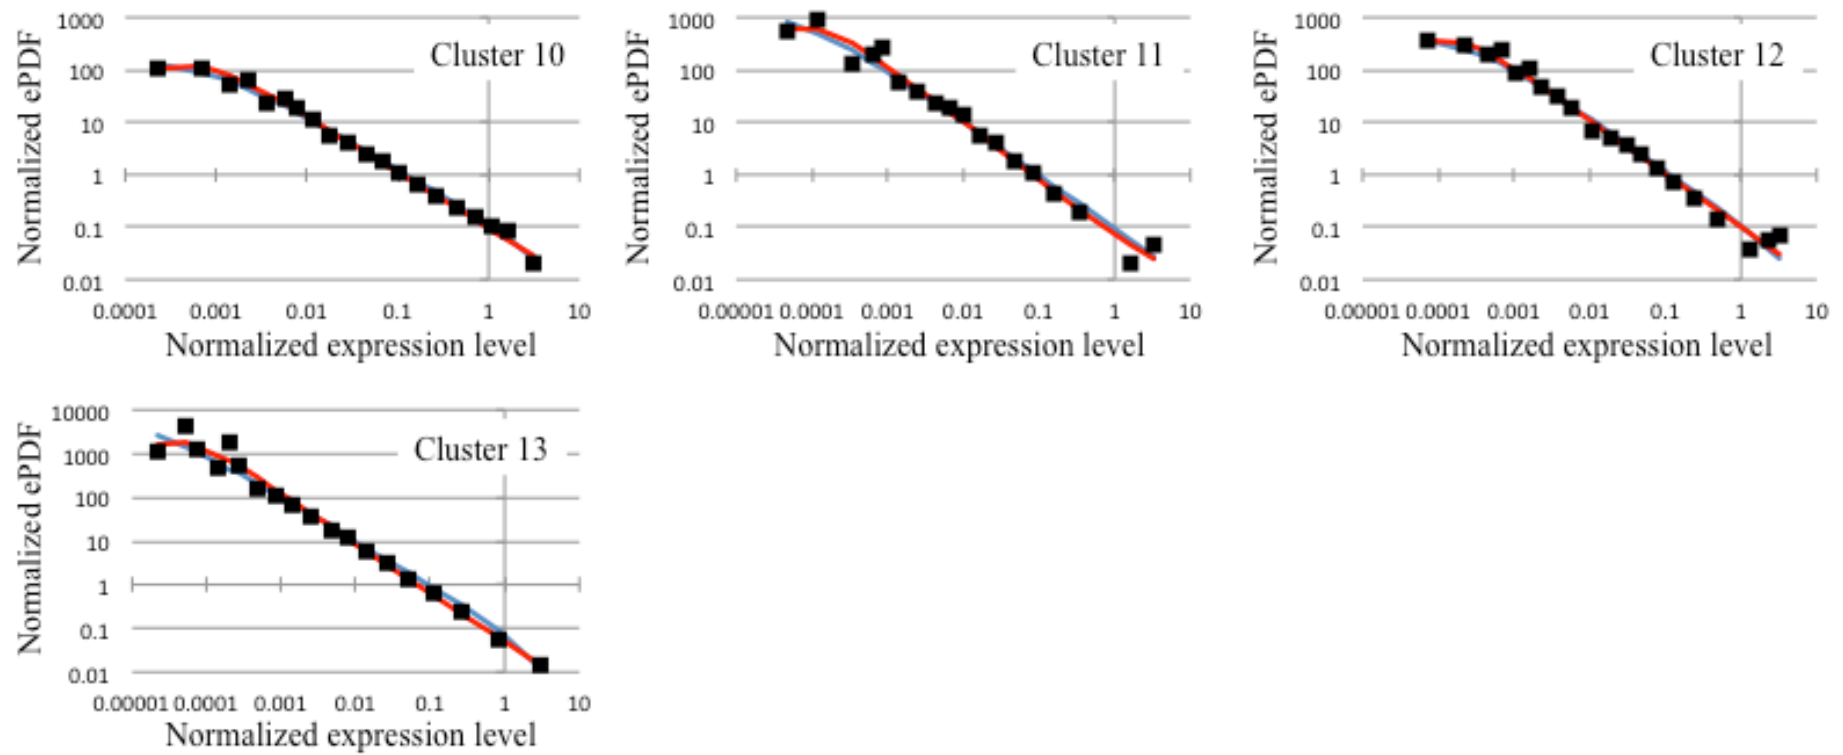 Normalized ePDF
1000
100
10
1
0.1
0.01
Cluster 10
0.0001 0.001 0.01 0.1 1 10
Normalized expression level
Normalized ePDF
1000
100
10
1
0.1
0.01
Cluster 11
0.00001 0.0001 0.001 0.01 0.1 1 10
Normalized expression level
Normalized ePDF
1000
100
10
1
0.1
0.01
Cluster 12
0.00001 0.0001 0.001 0.01 0.1 1 10
Normalized expression level
Normalized ePDF
10000
1000
100
10
1
0.1
0.01
Cluster 13
0.00001 0.0001 0.001 0.01 0.1 1 10
Normalized expression level